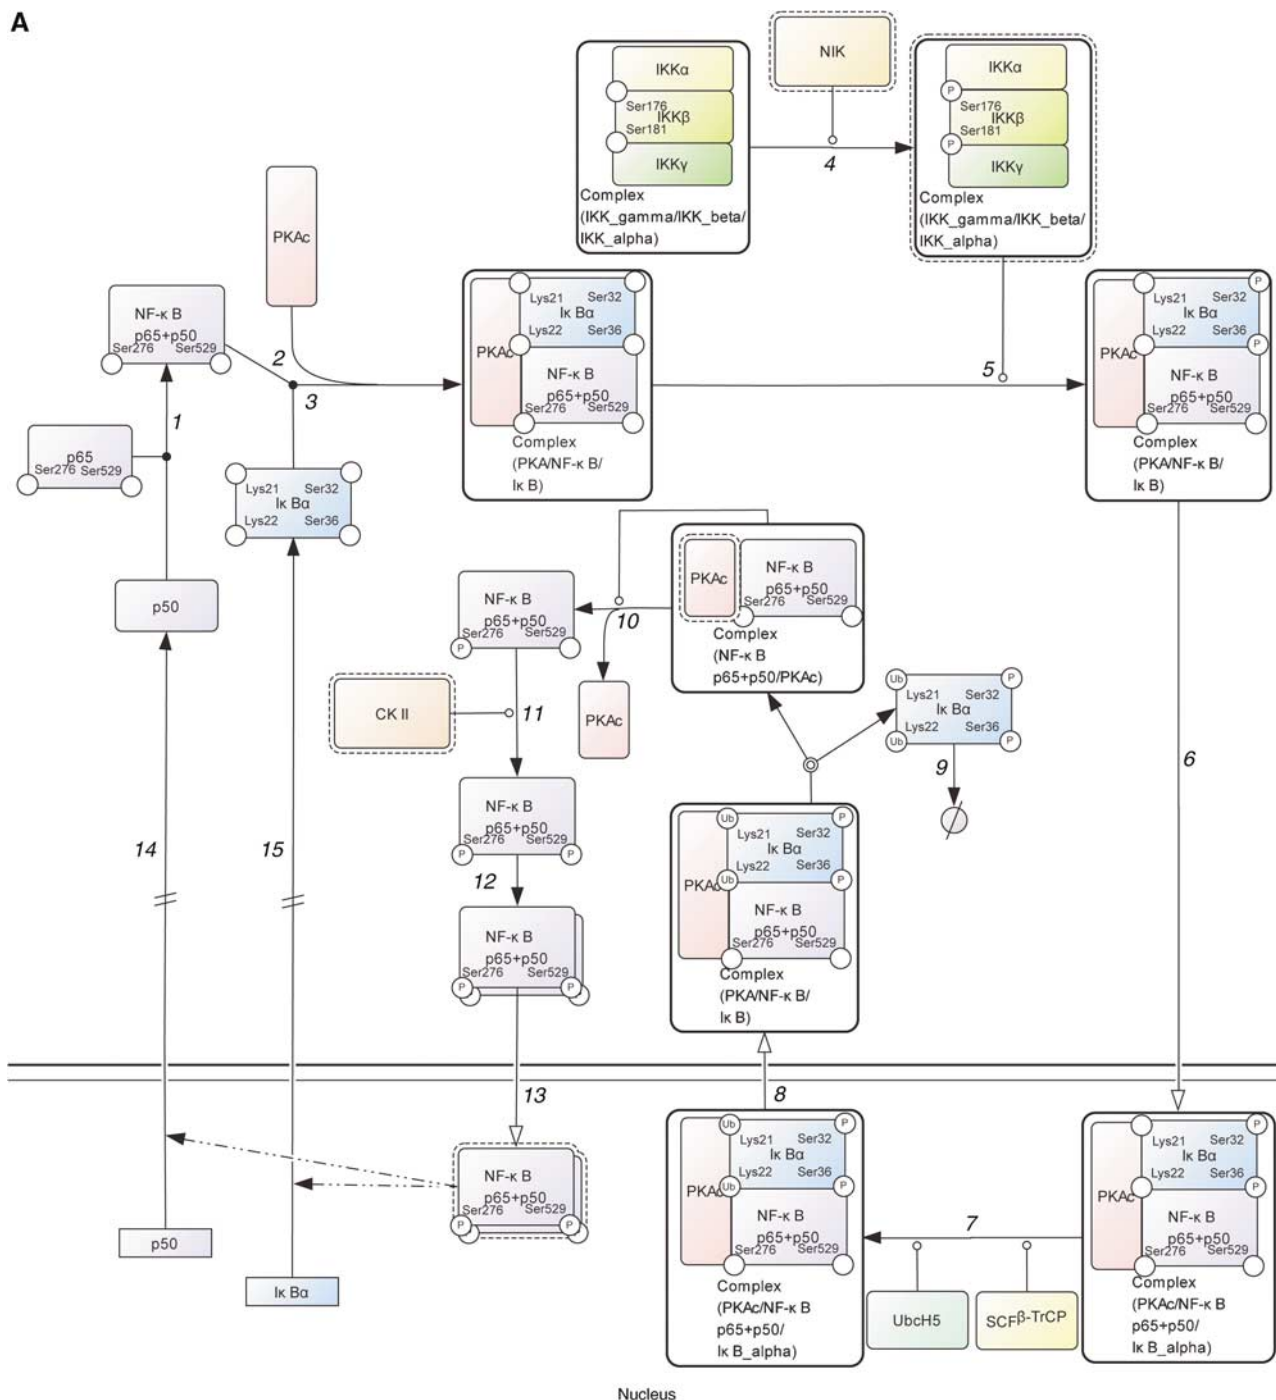 A
NIK
IKKα
Ser176
IKKβ
Ser181
IKKγ
Complex
(IKK_gamma/IKK_beta/
IKK_alpha)
4
IKKα
P
Ser176
IKKβ
Ser181
P
IKKγ
Complex
(IKK_gamma/IKK_beta/
IKK_alpha)
PKAc
NF-κ B
p65+p50
Ser276 Ser529
2
3
1
p65
Ser276 Ser529
Lys21 Ser32
Iκ Bα
Lys22 Ser36
p50
PKAc
Lys21 Ser32
Iκ Bα
Lys22 Ser36
NF-κ B
p65+p50
Ser276 Ser529
Complex
(PKA/NF-κ B/
Iκ B)
5
PKAc
P
Lys21 Ser32
Iκ Bα
Lys22 Ser36
P
NF-κ B
p65+p50
Ser276 Ser529
Complex
(PKA/NF-κ B/
Iκ B)
PKAc
NF-κ B
p65+p50
Ser276 Ser529
Complex
(NF-κ B
p65+p50/PKAc)
10
PKAc
NF-κ B
p65+p50
Ser276 Ser529
P
CK II
11
Ub P
Lys21 Ser32
Iκ Bα
Lys22 Ser36
Ub P
9
6
NF-κ B
p65+p50
Ser276 Ser529
P P
12
NF-κ B
p65+p50
Ser276 Ser529
P P
14
15
PKAc
Ub P
Lys21 Ser32
Iκ Bα
Lys22 Ser36
Ub P
NF-κ B
p65+p50
Ser276 Ser529
Complex
(PKA/NF-κ B/
Iκ B)
13
8
NF-κ B
p65+p50
Ser276 Ser529
P P
p50
Iκ Bα
PKAc
Ub P
Lys21 Ser32
Iκ Bα
Lys22 Ser36
Ub P
NF-κ B
p65+p50
Ser276 Ser529
Complex
(PKAc/NF-κ B
p65+p50/
Iκ B_alpha)
7
UbcH5
SCFβ-TrCP
PKAc
P
Lys21 Ser32
Iκ Bα
Lys22 Ser36
P
NF-κ B
p65+p50
Ser276 Ser529
Complex
(PKAc/NF-κ B
p65+p50/
Iκ B_alpha)
Nucleus